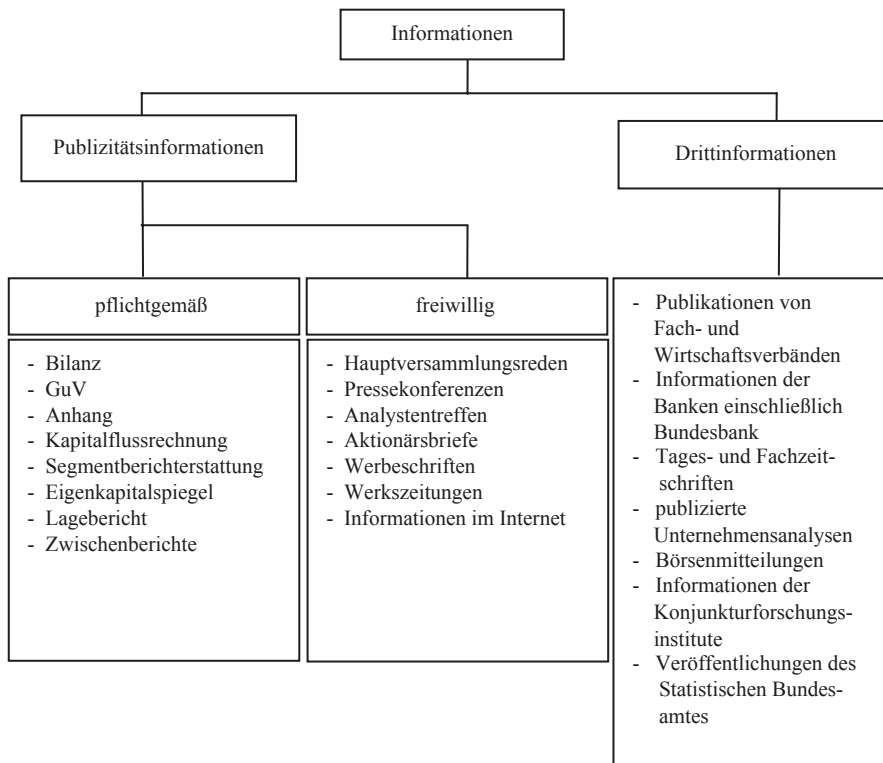 Informationen
Publizitätsinformationen
Drittinformationen
pflichtgemäß
- Bilanz
- GuV
- Anhang
- Kapitalflussrechnung
- Segmentberichterstattung
- Eigenkapitalspiegel
- Lagebericht
- Zwischenberichte
freiwillig
- Hauptversammlungsreden
- Pressekonferenzen
- Analystentreffen
- Aktionärsbriefe
- Werbeschriften
- Werkszeitungen
- Informationen im Internet
- Publikationen von
Fach- und
Wirtschaftsverbänden
- Informationen der
Banken einschließlich
Bundesbank
- Tages- und Fachzeit-
schriften
- publizierte
Unternehmensanalysen
- Börsenmitteilungen
- Informationen der
Konjunkturforschungs-
institute
- Veröffentlichungen des
Statistischen Bundes-
amtes